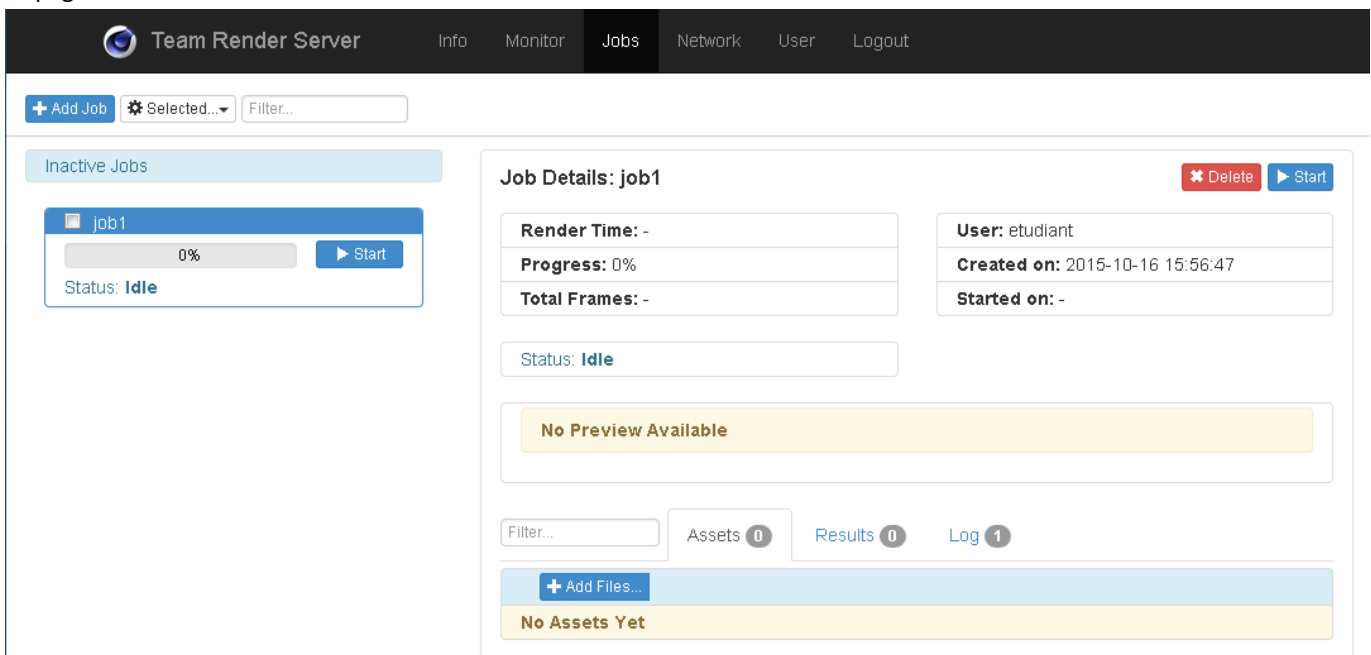 Team Render Server Info Monitor Jobs Network User Logout
Add Job Selected... Filter...
Inactive Jobs
job1
0% Start
Status: Idle
Job Details: job1 Delete Start
Render Time: -
Progress: 0%
Total Frames: -
User: etudiant
Created on: 2015-10-16 15:56:47
Started on: -
Status: Idle
No Preview Available
Filter... Assets 0 Results 0 Log 1
Add Files...
No Assets Yet